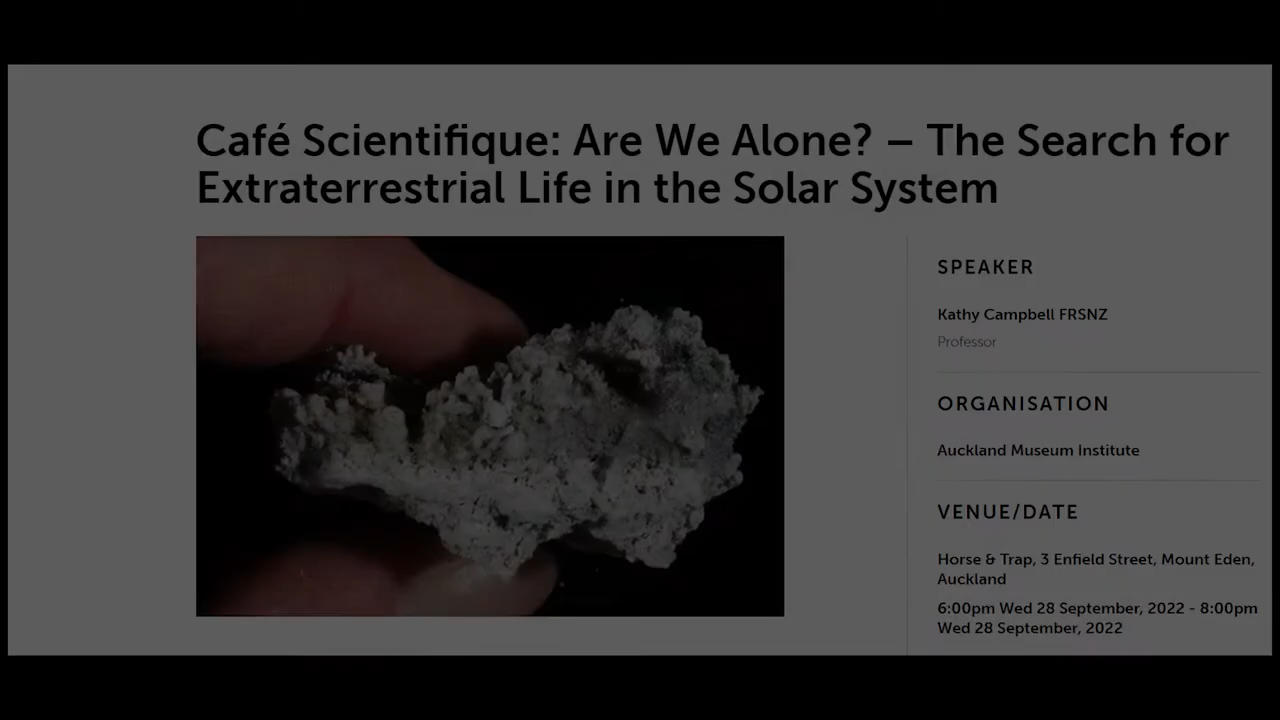 Café Scientifique: Are We Alone? – The Search for
Extraterrestrial Life in the Solar System
SPEAKER
Kathy Campbell FRSNZ
Professor
ORGANISATION
Auckland Museum Institute
VENUE/DATE
Horse & Trap, 3 Enfield Street, Mount Eden,
Auckland
6:00pm Wed 28 September, 2022 - 8:00pm
Wed 28 September, 2022